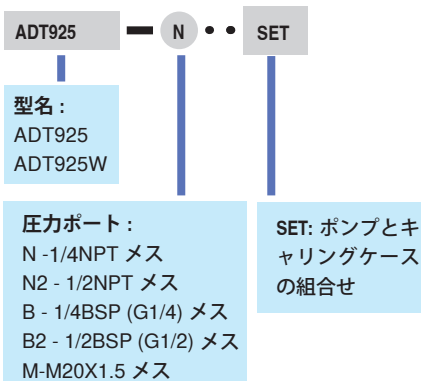 ADT925 N SET
型名 :
ADT925
ADT925W
圧力ポート :
N -1/4NPT メス
N2 - 1/2NPT メス
B - 1/4BSP (G1/4) メス
B2 - 1/2BSP (G1/2) メス
M-M20X1.5 メス
SET: ポンプとキ
ャリングケース
の組合せ